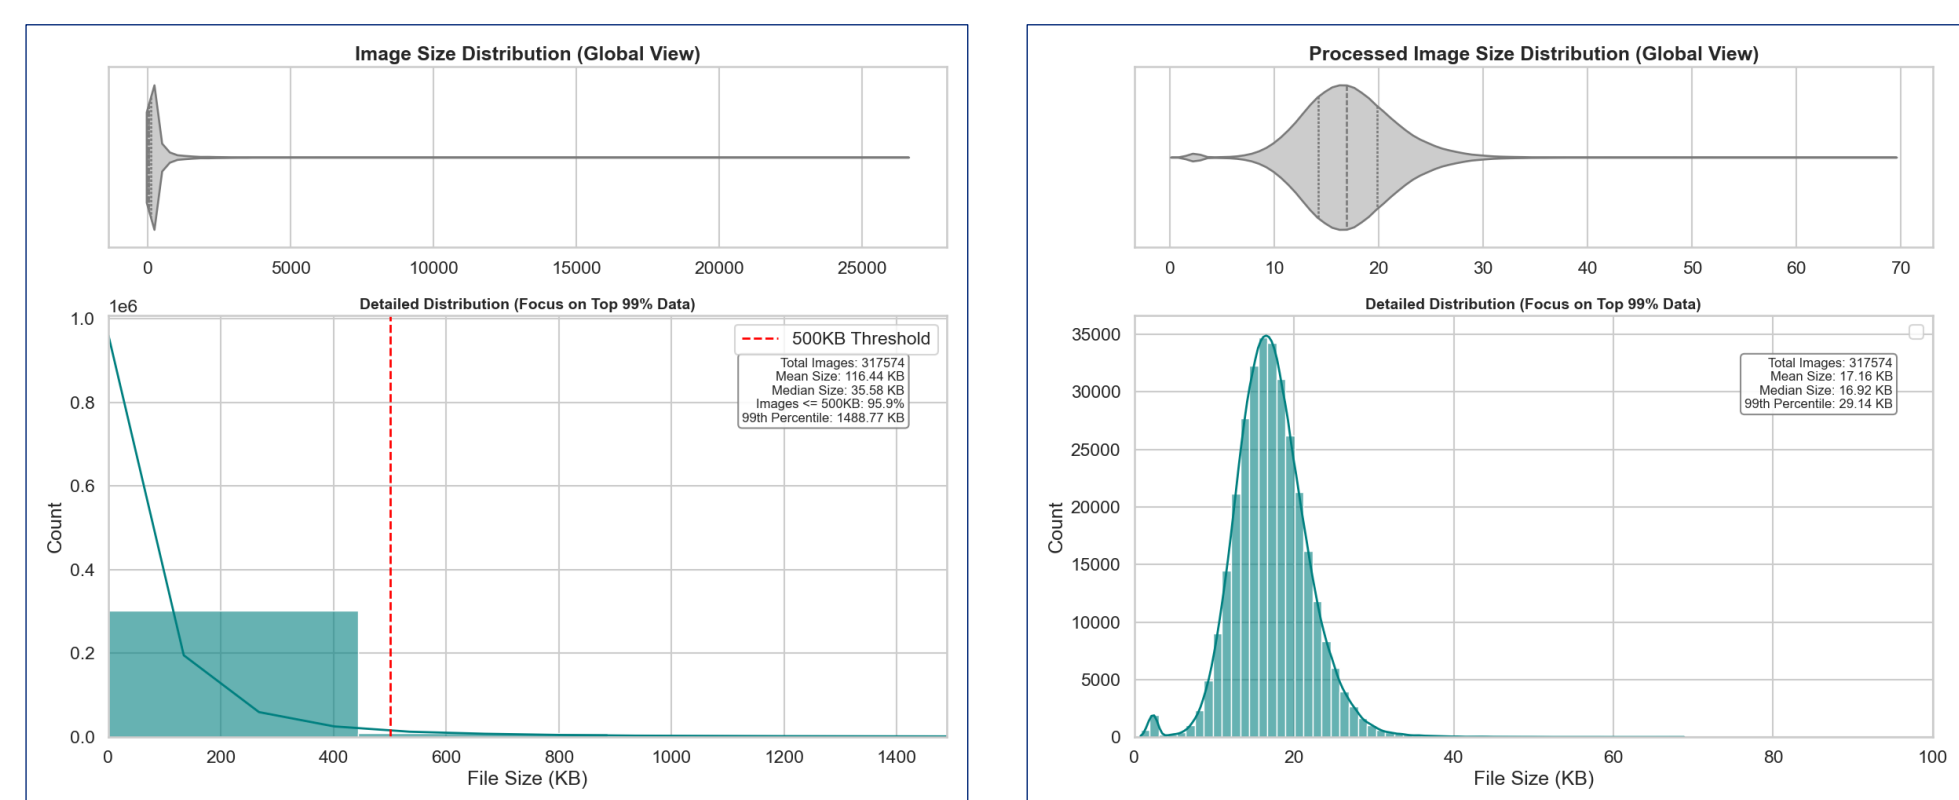 Image Size Distribution (Global View)
0 5000 10000 15000 20000 25000
Detailed Distribution (Focus on Top 99% Data)
1e6
1.0
0.8
0.6
0.4
0.2
0.0
Count
500KB Threshold
Total Images: 317574
Mean Size: 116.44 KB
Median Size: 35.58 KB
Images <= 500KB: 95.9%
99th Percentile: 1488.77 KB
0 200 400 600 800 1000 1200 1400
File Size (KB)
Processed Image Size Distribution (Global View)
0 10 20 30 40 50 60 70
Detailed Distribution (Focus on Top 99% Data)
35000
30000
25000
20000
15000
10000
5000
0
Count
Total Images: 317574
Mean Size: 17.16 KB
Median Size: 16.92 KB
99th Percentile: 29.14 KB
0 20 40 60 80 100
File Size (KB)